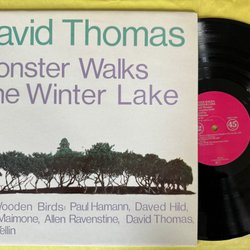 avid Thomas
onster Walks
he Winter Lake
ooden Birds: Paul Hamann, Daved Hild,
Maimone, Allen Ravenstine, David Thomas,
ellin
45